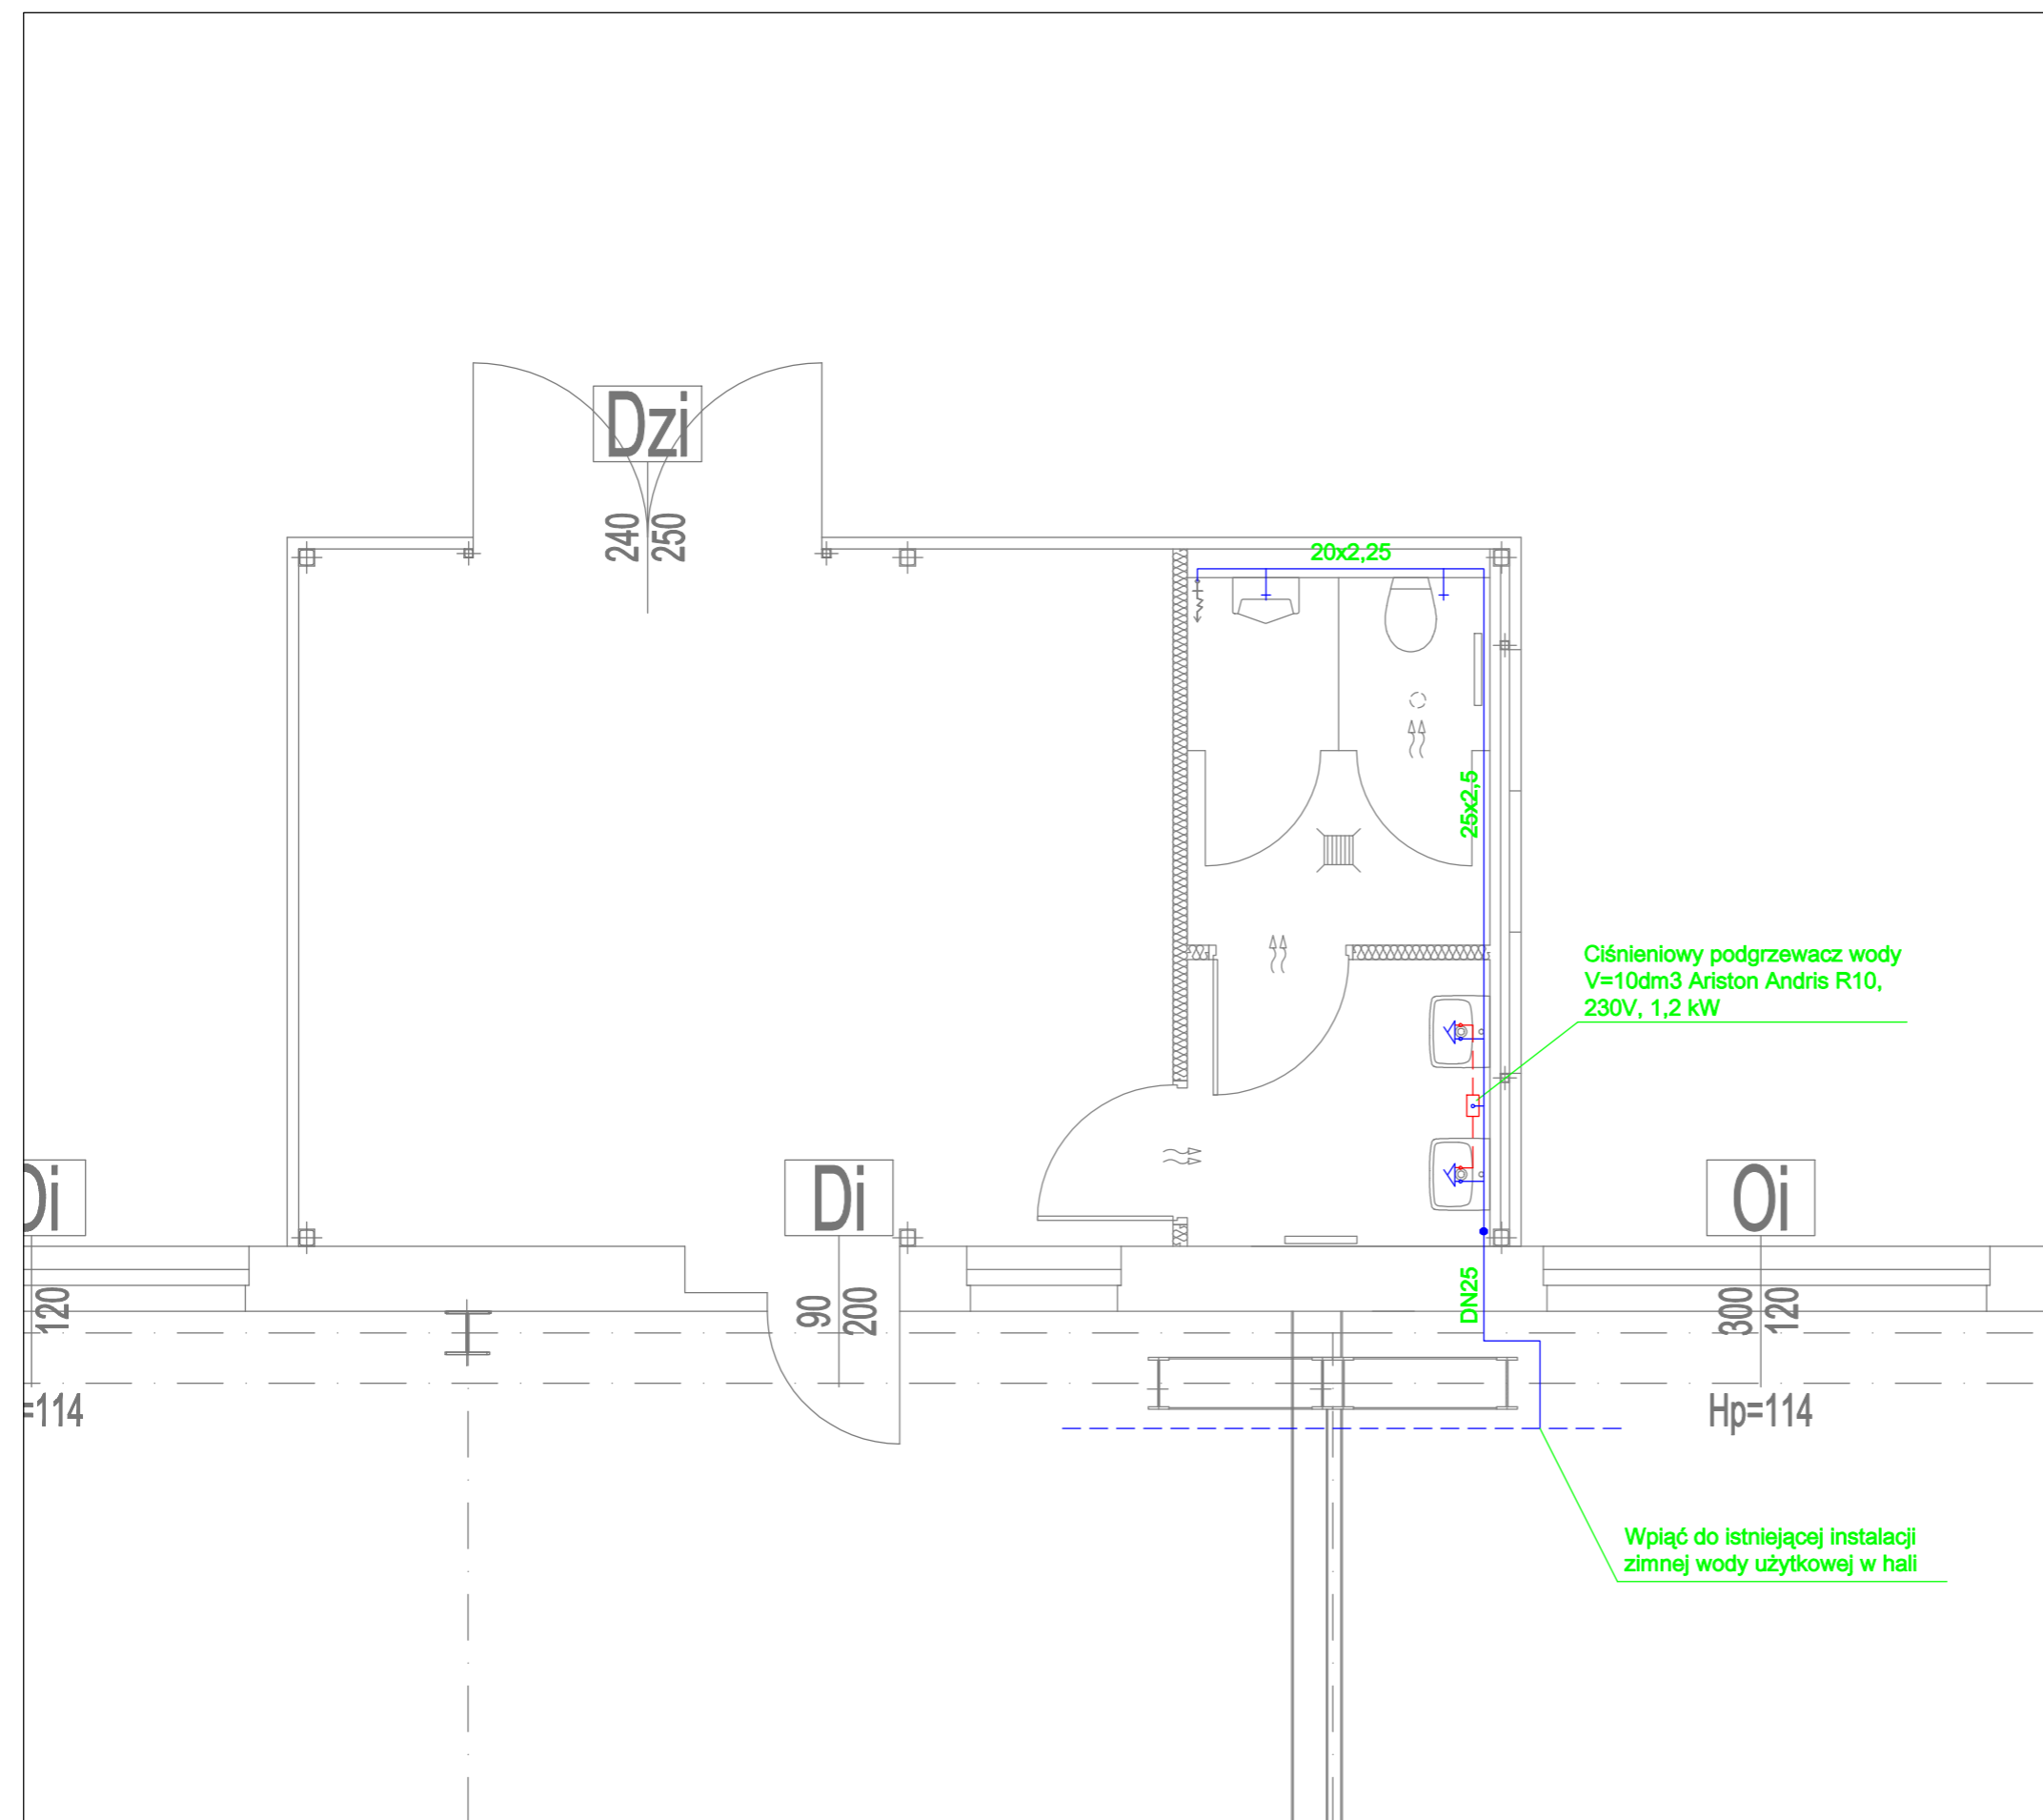 Dzi
240
250
20x2,25
25x2,5
Ciśnieniowy podgrzewacz wody
V=10dm3 Ariston Andris R10,
230V, 1,2 kW
Di
120
=114
Di
90
200
DN25
Oi
300
120
Hp=114
Wpiąć do istniejącej instalacji
zimnej wody użytkowej w hali